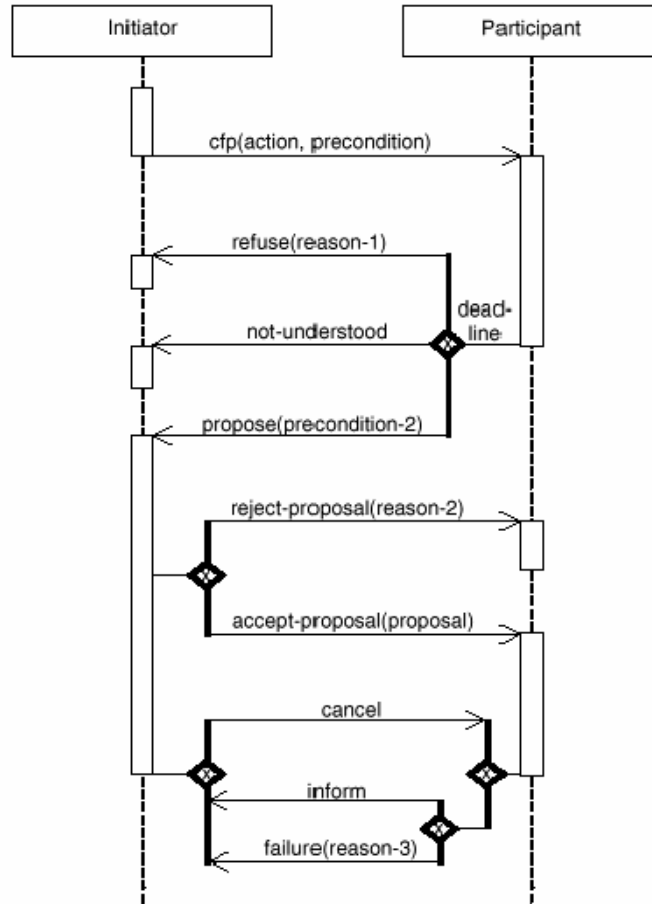 Initiator
Participant
cfp(action, precondition)
refuse(reason-1)
dead-
line
not-understood
propose(precondition-2)
reject-proposal(reason-2)
x
accept-proposal(proposal)
cancel
x
x
inform
x
failure(reason-3)